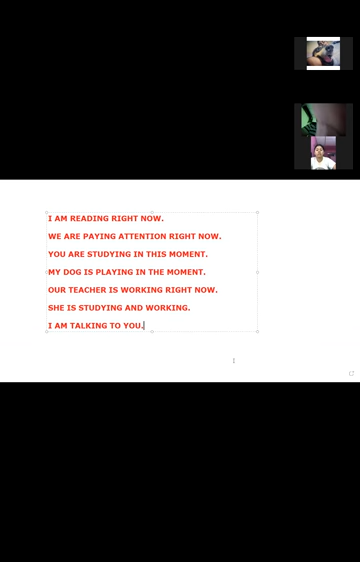 I AM READING RIGHT NOW.
WE ARE PAYING ATTENTION RIGHT NOW.
YOU ARE STUDYING IN THIS MOMENT.
MY DOG IS PLAYING IN THE MOMENT.
OUR TEACHER IS WORKING RIGHT NOW.
SHE IS STUDYING AND WORKING.
I AM TALKING TO YOU.